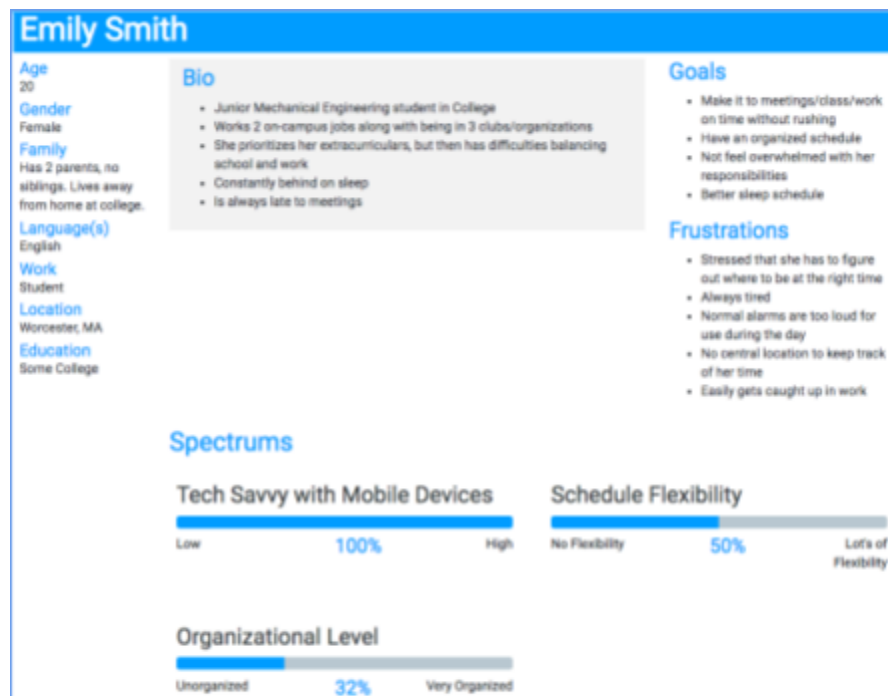 Emily Smith
Age
20
Gender
Female
Family
Has 2 parents, no
siblings. Lives away
from home at college.
Language(s)
English
Work
Student
Location
Worcester, MA
Education
Some College
Bio
• Junior Mechanical Engineering student in College
• Works 2 on-campus jobs along with being in 3 clubs/organizations
• She prioritizes her extracurriculars, but then has difficulties balancing
school and work
• Constantly behind on sleep
• Is always late to meetings
Goals
• Make it to meetings/class/work
on time without rushing
• Have an organized schedule
• Not feel overwhelmed with her
responsibilities
• Better sleep schedule
Frustrations
• Stressed that she has to figure
out where to be at the right time
• Always tired
• Normal alarms are too loud for
use during the day
• No central location to keep track
of her time
• Easily gets caught up in work
Spectrums
Tech Savvy with Mobile Devices
Low 100% High
Schedule Flexibility
No Flexibility 50% Lot's of
Flexibility
Organizational Level
Unorganized 32% Very Organized